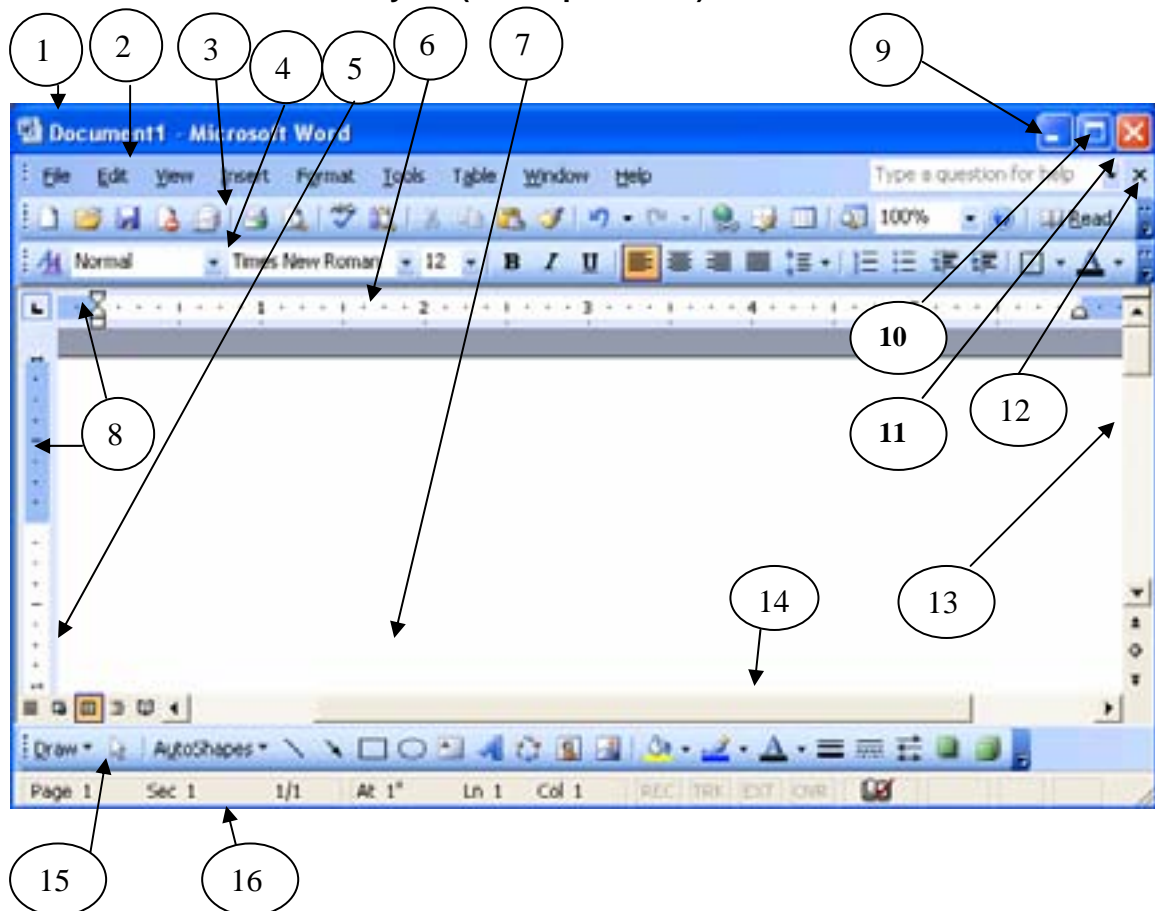 1 2 3 4 5 6 7 9
Document1 - Microsoft Word
File Edit View Insert Format Tools Table Window Help Type a question for help
100% Read
Normal Times New Roman 12 B I U A
1 2 3 4
10
8 11 12
14 13
Draw AutoShapes A
Page 1 Sec 1 1/1 At 1" Ln 1 Col 1 REC TRK EXT OVR
15 16